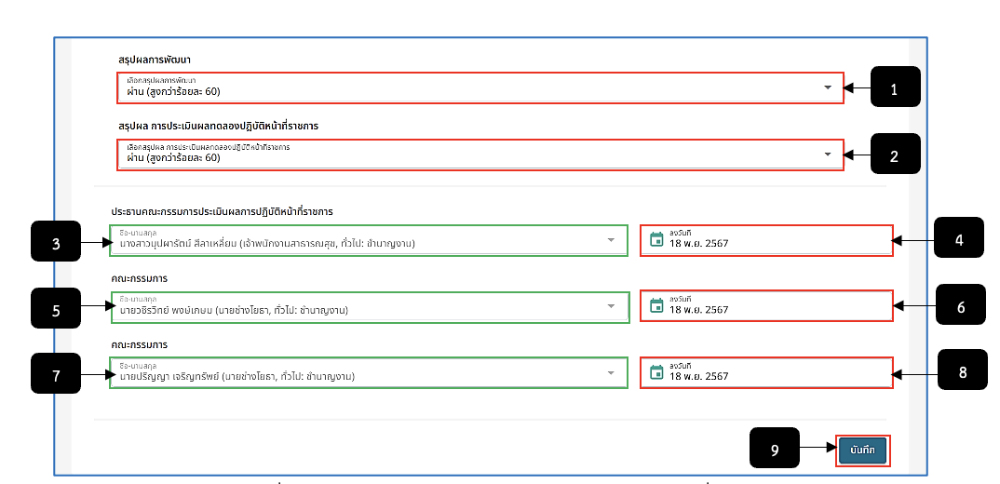 สรุปผลการพัฒนา
เลือกสรุปผลการพัฒนา
ผ่าน (สูงกว่าร้อยละ 60)
1
สรุปผล การประเมินผลทดลองปฏิบัติหน้าที่ราชการ
เลือกสรุปผล การประเมินผลทดลองปฏิบัติหน้าที่ราชการ
ผ่าน (สูงกว่าร้อยละ 60)
2
ประธานคณะกรรมการประเมินผลการปฏิบัติหน้าที่ราชการ
3
ชื่อ-นามสกุล
นางสาวบุปผารัตน์ สีลาเหลี่ยม (เจ้าพนักงานสาธารณสุข, ทั่วไป: ชำนาญงาน)
ลงวันที่
18 พ.ย. 2567
4
คณะกรรมการ
5
ชื่อ-นามสกุล
นายวชิรวิทย์ พงษ์เกษม (นายช่างโยธา, ทั่วไป: ชำนาญงาน)
ลงวันที่
18 พ.ย. 2567
6
คณะกรรมการ
7
ชื่อ-นามสกุล
นายปริญญา เจริญทรัพย์ (นายช่างโยธา, ทั่วไป: ชำนาญงาน)
ลงวันที่
18 พ.ย. 2567
8
9
บันทึก